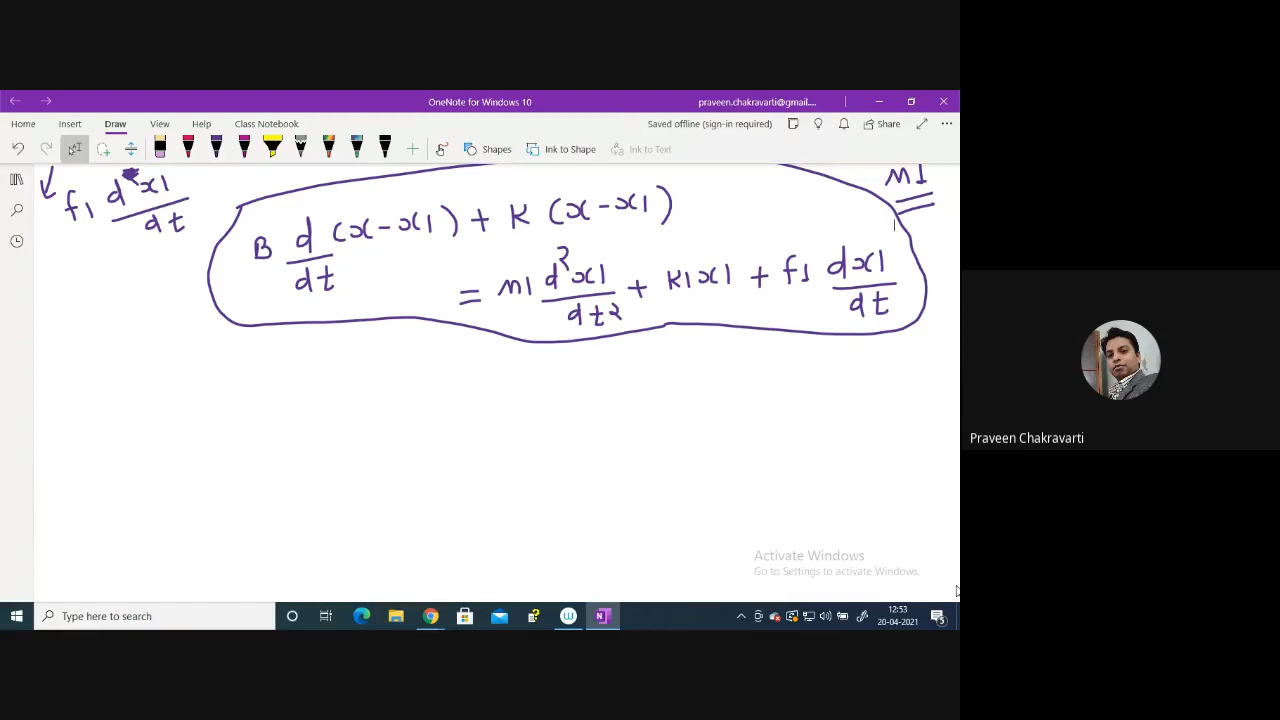 OneNote for Windows 10
praveen.chakravarti@gmail....
Home Insert Draw View Help Class Notebook
Saved offline (sign-in required)
Share
Shapes Ink to Shape Ink to Text
M1
f1 d x1
dt
B d (x-x1) + K (x-x1)
dt
= M1 d²x1 + K1x1 + f1 dx1
dt2 dt
Praveen Chakravarti
Activate Windows
Go to Settings to activate Windows.
Type here to search
12:53
20-04-2021
5